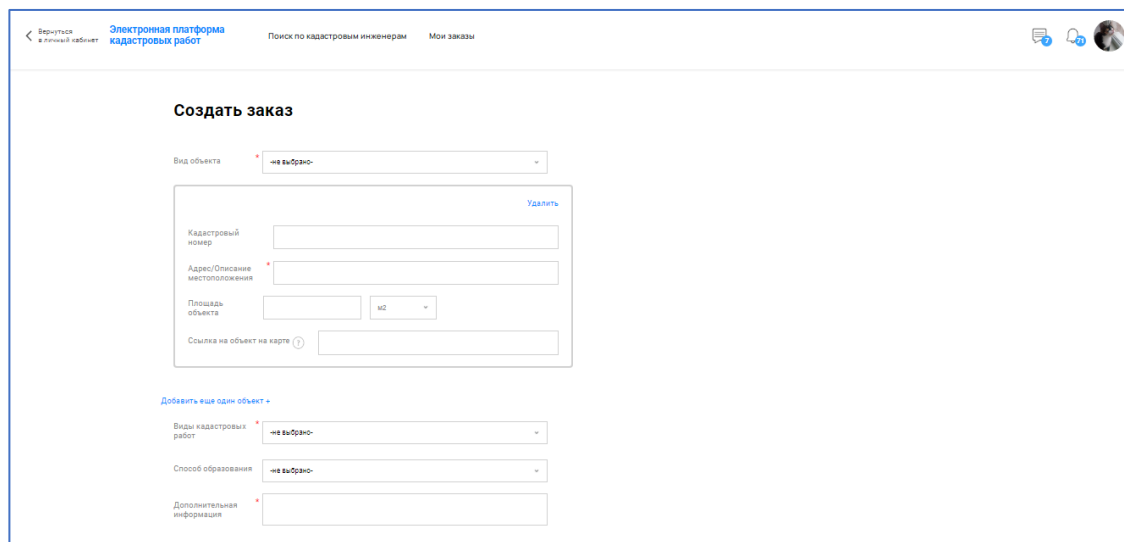 Вернуться
в личный кабинет
Электронная платформа
кадастровых работ
Поиск по кадастровым инженерам
Мои заказы
7
71
Создать заказ
Вид объекта *
-не выбрано-
Удалить
Кадастровый
номер
Адрес/Описание *
местоположения
Площадь
объекта
м2
Ссылка на объект на карте ?
Добавить еще один объект +
Виды кадастровых *
работ
-не выбрано-
Способ образования
-не выбрано-
Дополнительная *
информация